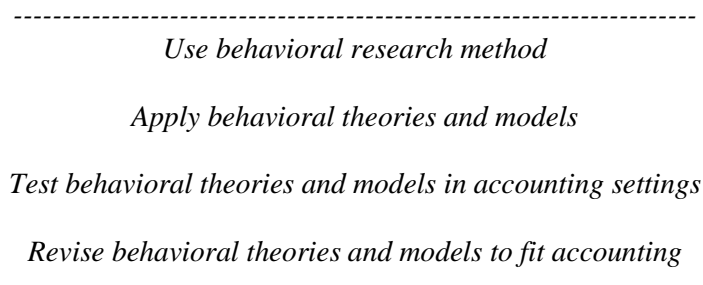 ----------------------------------------------------------------------
Use behavioral research method
Apply behavioral theories and models
Test behavioral theories and models in accounting settings
Revise behavioral theories and models to fit accounting